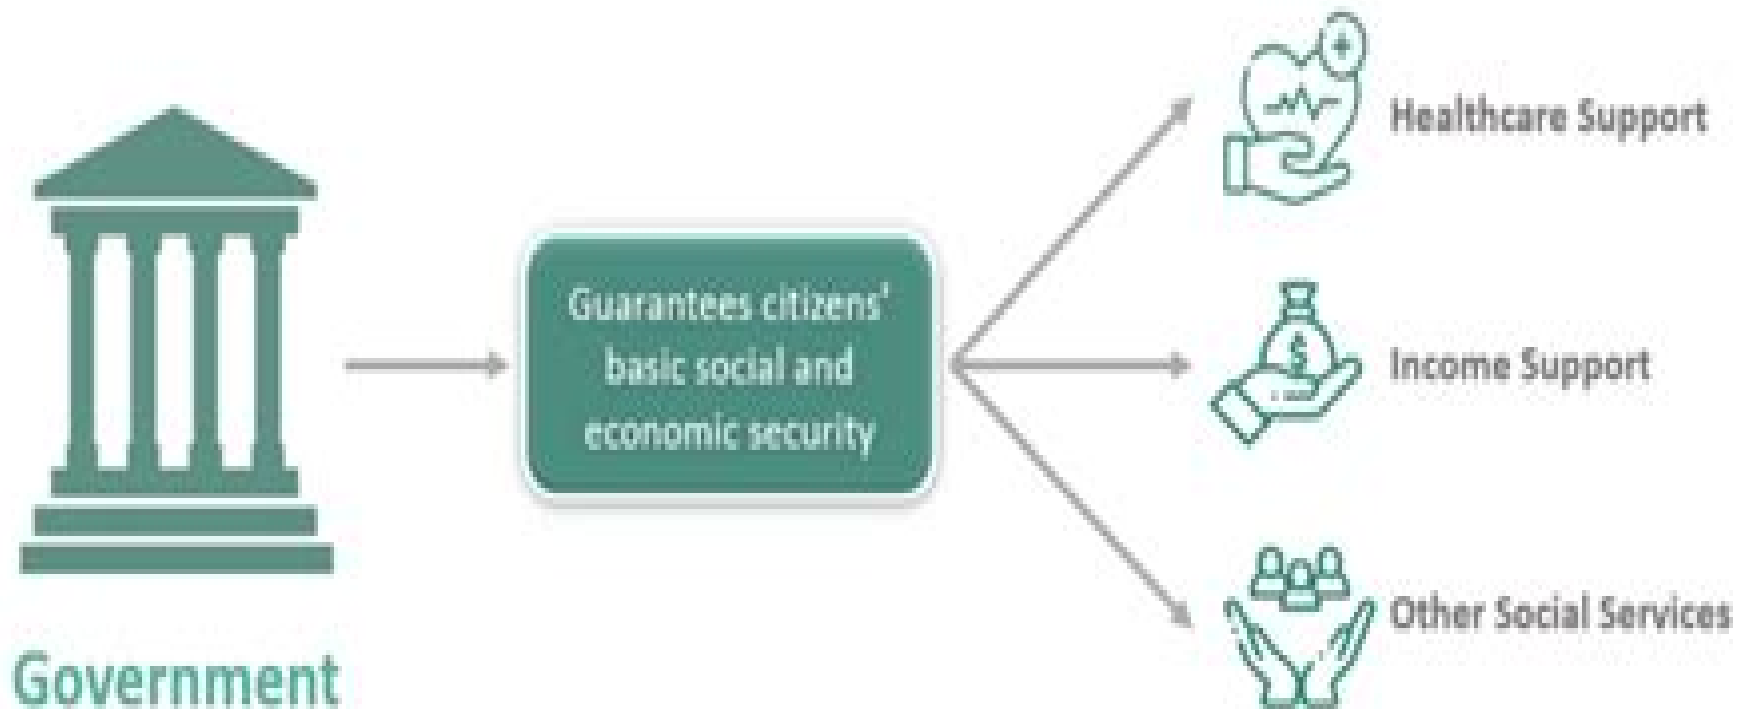 Healthcare Support
Guarantees citizens'
basic social and
economic security
Income Support
Other Social Services
Government